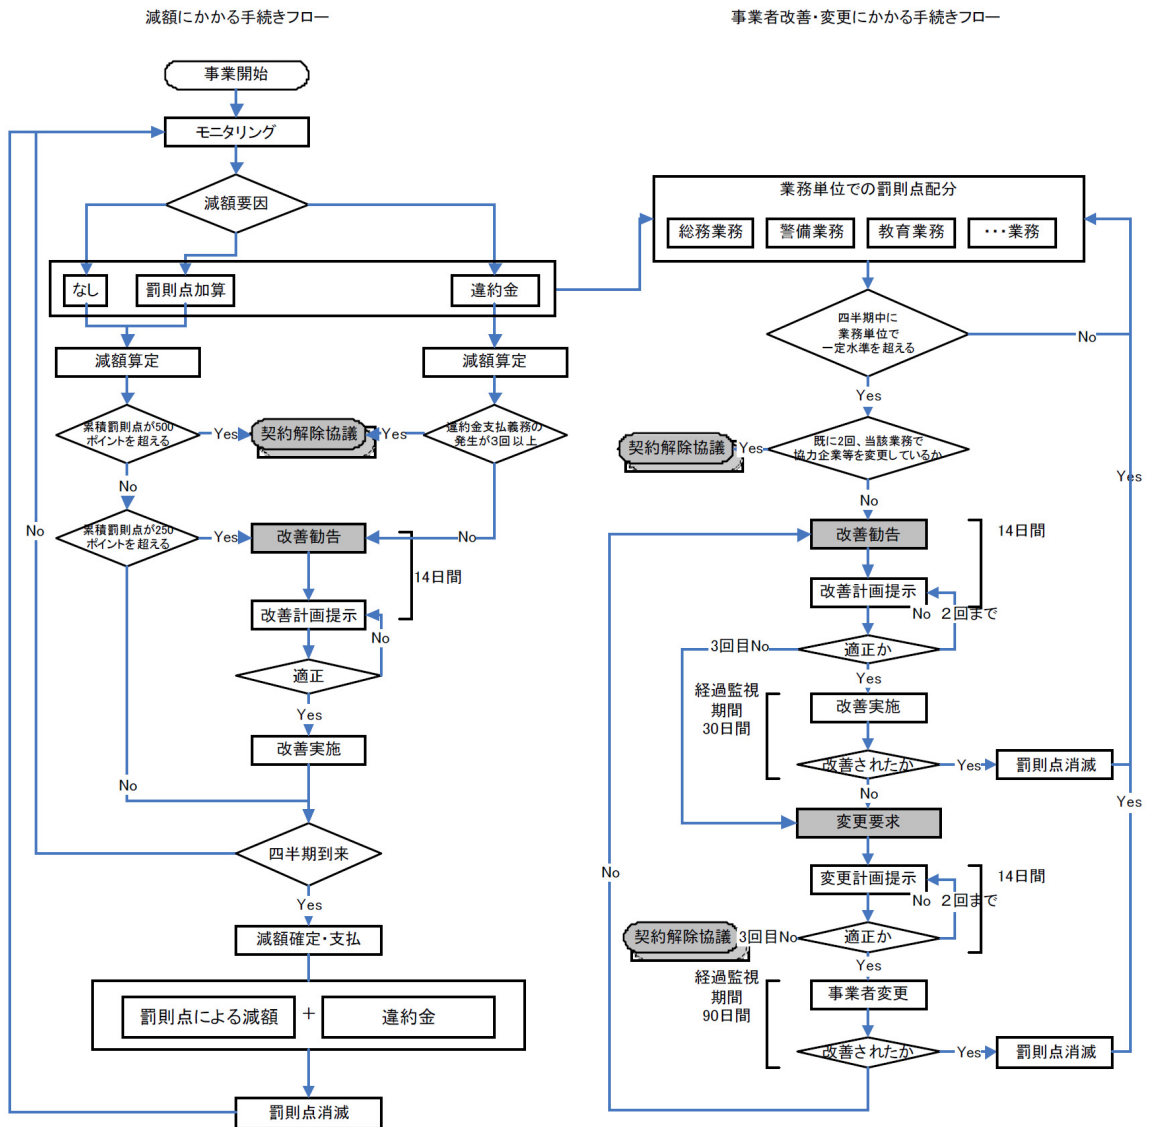 減額にかかる手続きフロー
事業開始
モニタリング
減額要因
なし
罰則点加算
違約金
減額算定
減額算定
累積罰則点が500
ポイントを超える
Yes
契約解除協議
Yes
違約金支払義務の
発生が3回以上
No
累積罰則点が250
ポイントを超える
Yes
改善勧告
No
No
14日間
改善計画提示
No
適正
Yes
改善実施
No
四半期到来
Yes
減額確定・支払
罰則点による減額
+
違約金
罰則点消滅
事業者改善・変更にかかる手続きフロー
業務単位での罰則点配分
総務業務
警備業務
教育業務
・・・業務
四半期中に
業務単位で
一定水準を超える
No
Yes
既に2回、当該業務で
協力企業等を変更しているか
Yes
契約解除協議
Yes
No
改善勧告
14日間
改善計画提示
No 2回まで
3回目No
適正か
Yes
経過監視
期間
30日間
改善実施
改善されたか
Yes
罰則点消滅
No
Yes
変更要求
No
変更計画提示
14日間
No 2回まで
契約解除協議
3回目No
適正か
Yes
経過監視
期間
90日間
事業者変更
改善されたか
Yes
罰則点消滅